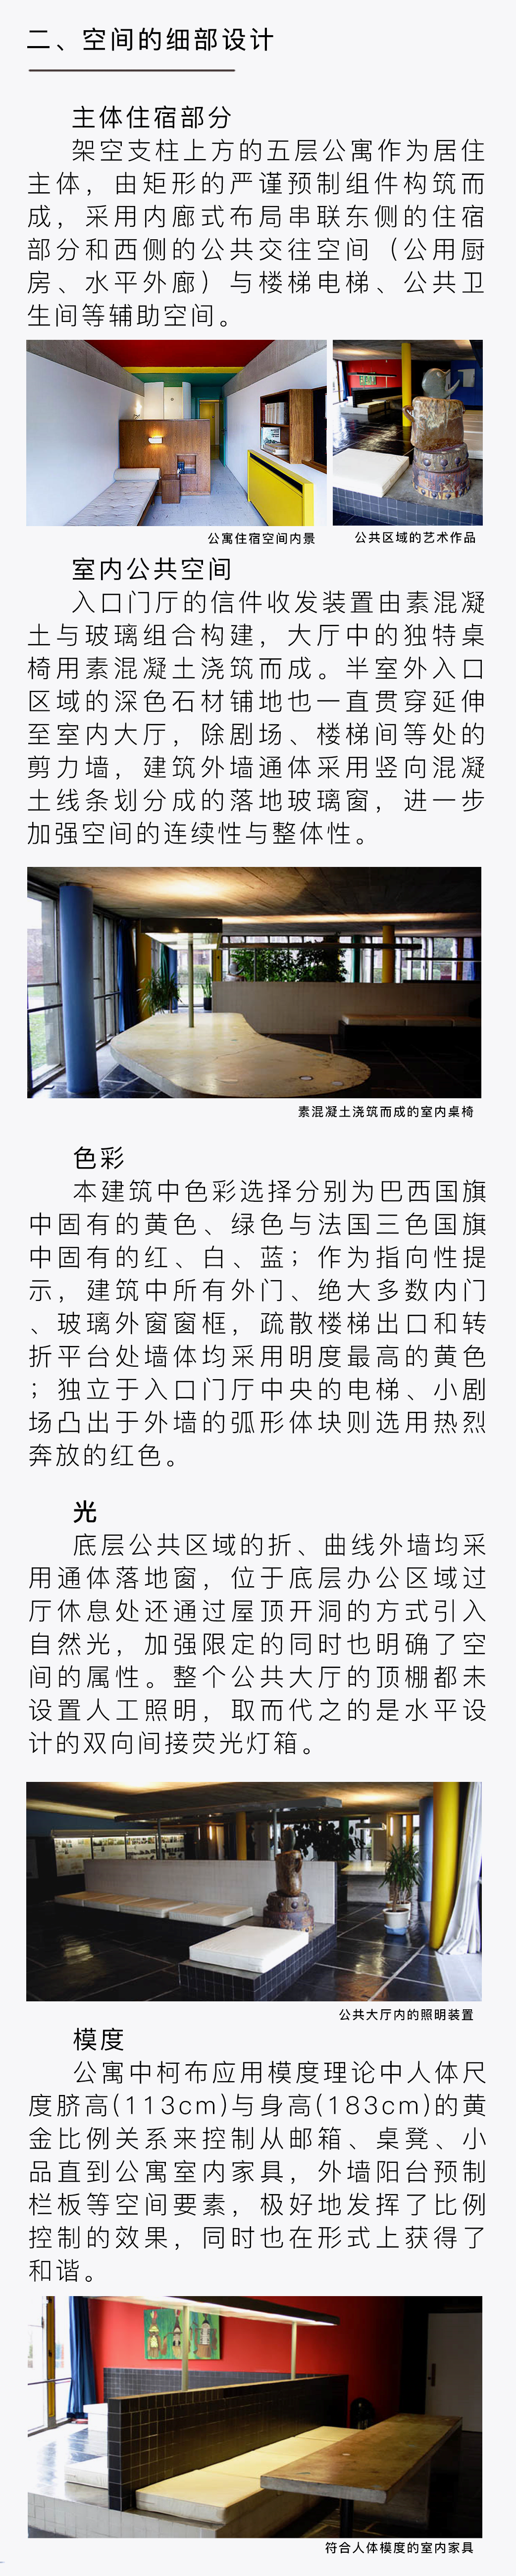 二、空间的细部设计
主体住宿部分
架空支柱上方的五层公寓作为居住
主体，由矩形的严谨预制组件构筑而
成，采用内廊式布局串联东侧的住宿
部分和西侧的公共交往空间（公用厨
房、水平外廊）与楼梯电梯、公共卫
生间等辅助空间。
公寓住宿空间内景
公共区域的艺术作品
室内公共空间
入口门厅的信件收发装置由素混凝
土与玻璃组合构建，大厅中的独特桌
椅用素混凝土浇筑而成。半室外入口
区域的深色石材铺地也一直贯穿延伸
至室内大厅，除剧场、楼梯间等处的
剪力墙，建筑外墙通体采用竖向混凝
土线条划分成的落地玻璃窗，进一步
加强空间的连续性与整体性。
素混凝土浇筑而成的室内桌椅
色彩
本建筑中色彩选择分别为巴西国旗
中固有的黄色、绿色与法国三色国旗
中固有的红、白、蓝；作为指向性提
示，建筑中所有外门、绝大多数内门
、玻璃外窗窗框，疏散楼梯出口和转
折平台处墙体均采用明度最高的黄色
；独立于入口门厅中央的电梯、小剧
场凸出于外墙的弧形体块则选用热烈
奔放的红色。
光
底层公共区域的折、曲线外墙均采
用通体落地窗，位于底层办公区域过
厅休息处还通过屋顶开洞的方式引入
自然光，加强限定的同时也明确了空
间的属性。整个公共大厅的顶棚都未
设置人工照明，取而代之的是水平设
计的双向间接荧光灯箱。
公共大厅内的照明装置
模度
公寓中柯布应用模度理论中人体尺
度脐高(113cm)与身高(183cm)的黄
金比例关系来控制从邮箱、桌凳、小
品直到公寓室内家具，外墙阳台预制
栏板等空间要素，极好地发挥了比例
控制的效果，同时也在形式上获得了
和谐。
符合人体模度的室内家具